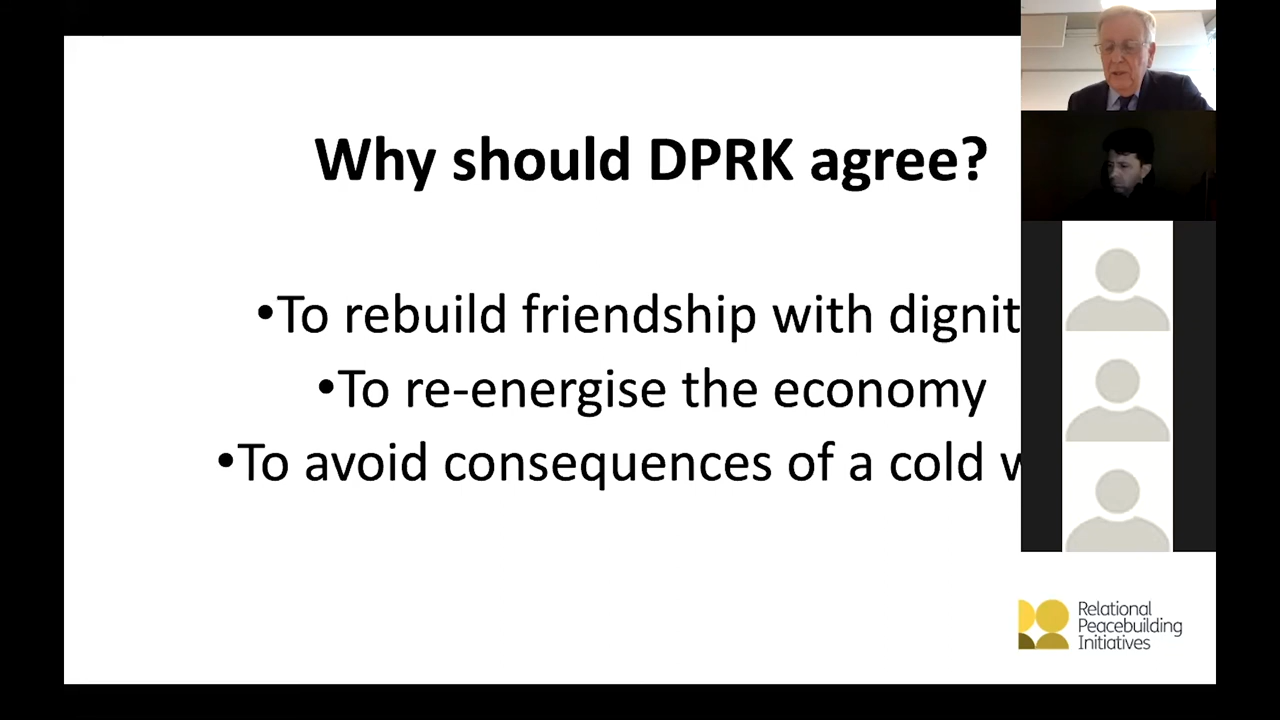 Why should DPRK agree?
•To rebuild friendship with
•To re-energise the economy
•To avoid consequences of a cold
Relational
Peacebuilding
Initiatives